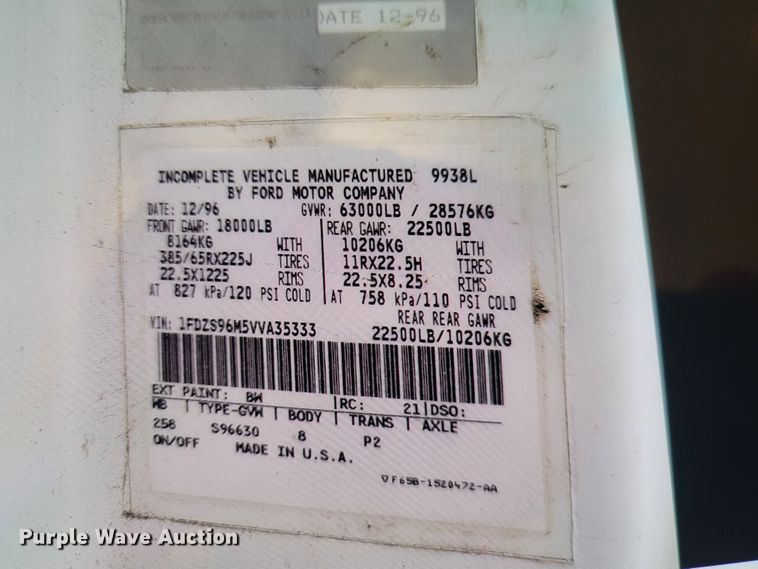 DATE 12-96
INCOMPLETE VEHICLE MANUFACTURED 9938L
BY FORD MOTOR COMPANY
DATE: 12/96 GVWR: 63000LB / 28576KG
FRONT GAWR: 18000LB REAR GAWR: 22500LB
8164KG WITH 10206KG WITH
385/65RX225J TIRES 11RX22.5H TIRES
22.5X1225 RIMS 22.5X8.25 RIMS
AT 827 kPa/120 PSI COLD AT 758 kPa/110 PSI COLD
REAR REAR GAWR
VIN: 1FDZS96M5VVA35333 22500LB/10206KG
EXT PAINT: BW RC: 21 DSO:
WB TYPE-GVW BODY TRANS AXLE
258 S96630 8 P2
ON/OFF MADE IN U.S.A.
F65B-1520472-AA
Purple Wave Auction